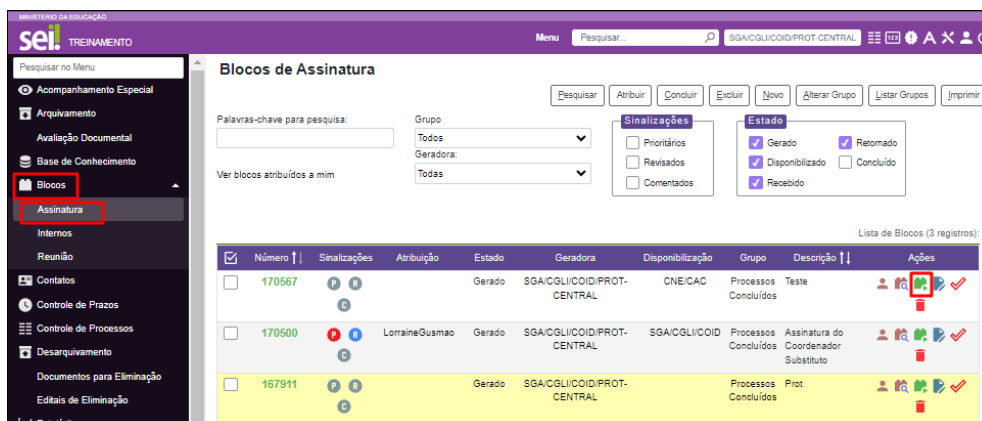 MINISTERIO DA EDUCAÇÃO
sei! TREINAMENTO
Menu
Pesquisar...
SGA/CGLI/COID/PROT-CENTRAL
Pesquisar no Menu
Acompanhamento Especial
Arquivamento
Avaliação Documental
Base de Conhecimento
Blocos
Assinatura
Internos
Reunião
Contatos
Controle de Prazos
Controle de Processos
Desarquivamento
Documentos para Eliminação
Editais de Eliminação
Blocos de Assinatura
Pesquisar Atribuir Concluir Excluir Novo Alterar Grupo Listar Grupos Imprimir
Palavras-chave para pesquisa:
Ver blocos atribuídos a mim
Grupo
Todos
Geradora:
Todas
Sinalizações
Prioritários
Revisados
Comentados
Estado
Gerado Retornado
Disponibilizado Concluído
Recebido
Lista de Blocos (3 registros):
Número Sinalizações Atribuição Estado Geradora Disponibilização Grupo Descrição Ações
170567 P R Gerado SGA/CGLI/COID/PROT- CNE/CAC Processos Teste
C CENTRAL Concluídos
170500 P R LorraineGusmao Gerado SGA/CGLI/COID/PROT- SGA/CGLI/COID Processos Assinatura do
C CENTRAL Concluídos Coordenador
Substituto
167911 P R Gerado SGA/CGLI/COID/PROT- Processos Prot
C CENTRAL Concluídos